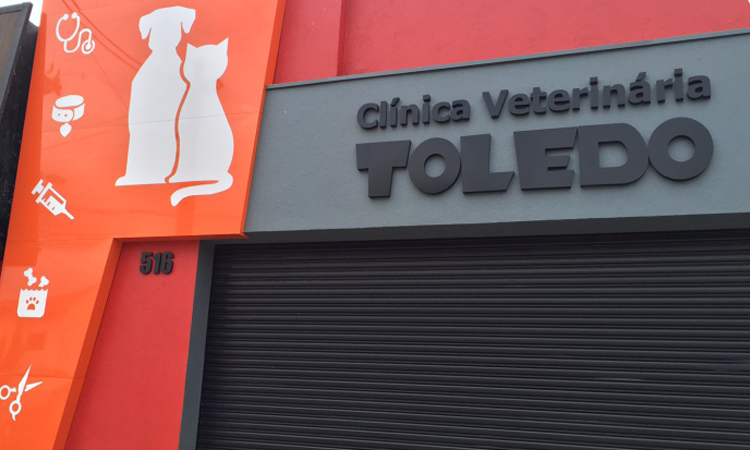 Clínica Veterinária
TOLEDO
516